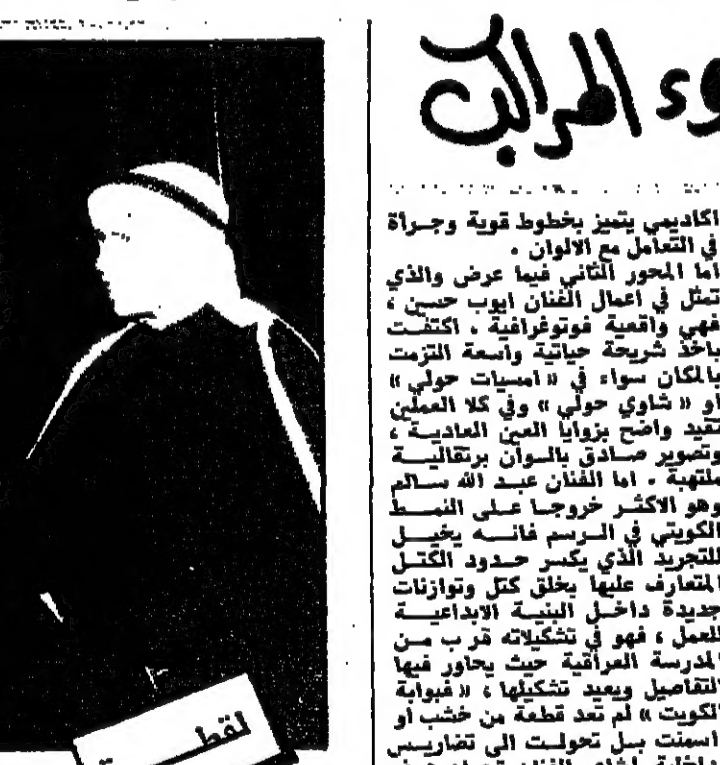 وء المراكب
اكاديمي يتميز بخطوط قوية وجرأة
في التعامل مع الالوان .
أما المحور الثاني فيما عرض والذي
تمثل في اعمال الفنان ايوب حسين ،
فهي واقعية فوتوغرافية . اكتفت
باخذ شريحة حياتية واسعة التزمت
بالمكان سواء في « امسيات حولي »
او « شاوي حولي » وفي كلا العملين
تقيد واضح بزوايا العين العادية ،
وتصوير صادق بالوان برتقالية
ملتهبة . اما الفنان عبد الله سالم
وهو الاكثر خروجا على النمط
الكويتي في الرسم فانه يخيل
للتجريد الذي يكسر حدود الكتل
المتعارف عليها يخلق كتل وتوازنات
جديدة داخل البنية الابداعية
للعمل ، فهو في تشكيلاته قرب من
المدرسة العراقية حيث يحاور فيها
التفاصيل ويعيد تشكيلها ، « فبوابة
الكويت » لم تعد قطعة من خشب أو
اسمنت بل تحولت الى تضاريس
لقطة